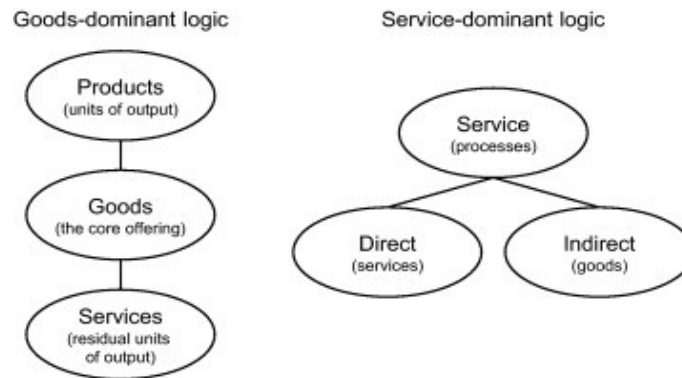 Goods-dominant logic
Products
(units of output)
Goods
(the core offering)
Services
(residual units
of output)
Service-dominant logic
Service
(processes)
Direct
(services)
Indirect
(goods)